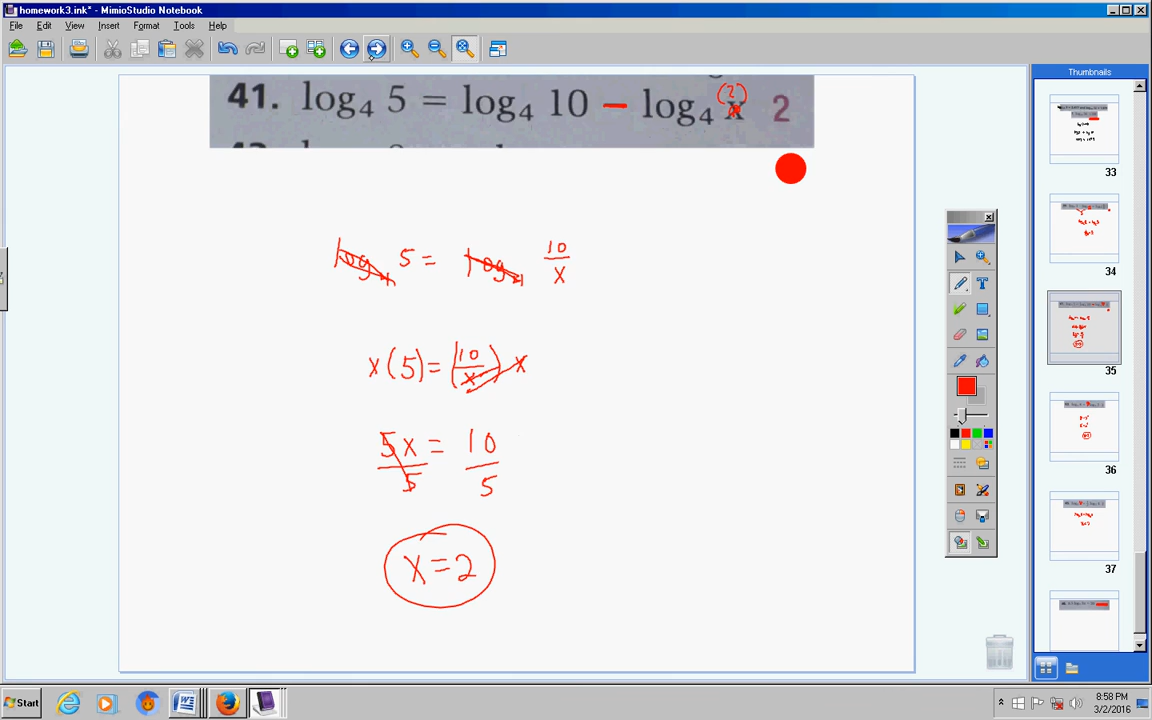 homework3.ink* - MimioStudio Notebook
File Edit View Insert Format Tools Help
41. log₄ 5 = log₄ 10 − log₄ x (2) 2
log₄ 5 = log₄ 10/x
x(5) = (10/x) x
5x/5 = 10/5
x=2
Thumbnails
33
34
35
36
37
T
Start
W
8:58 PM
3/2/2016